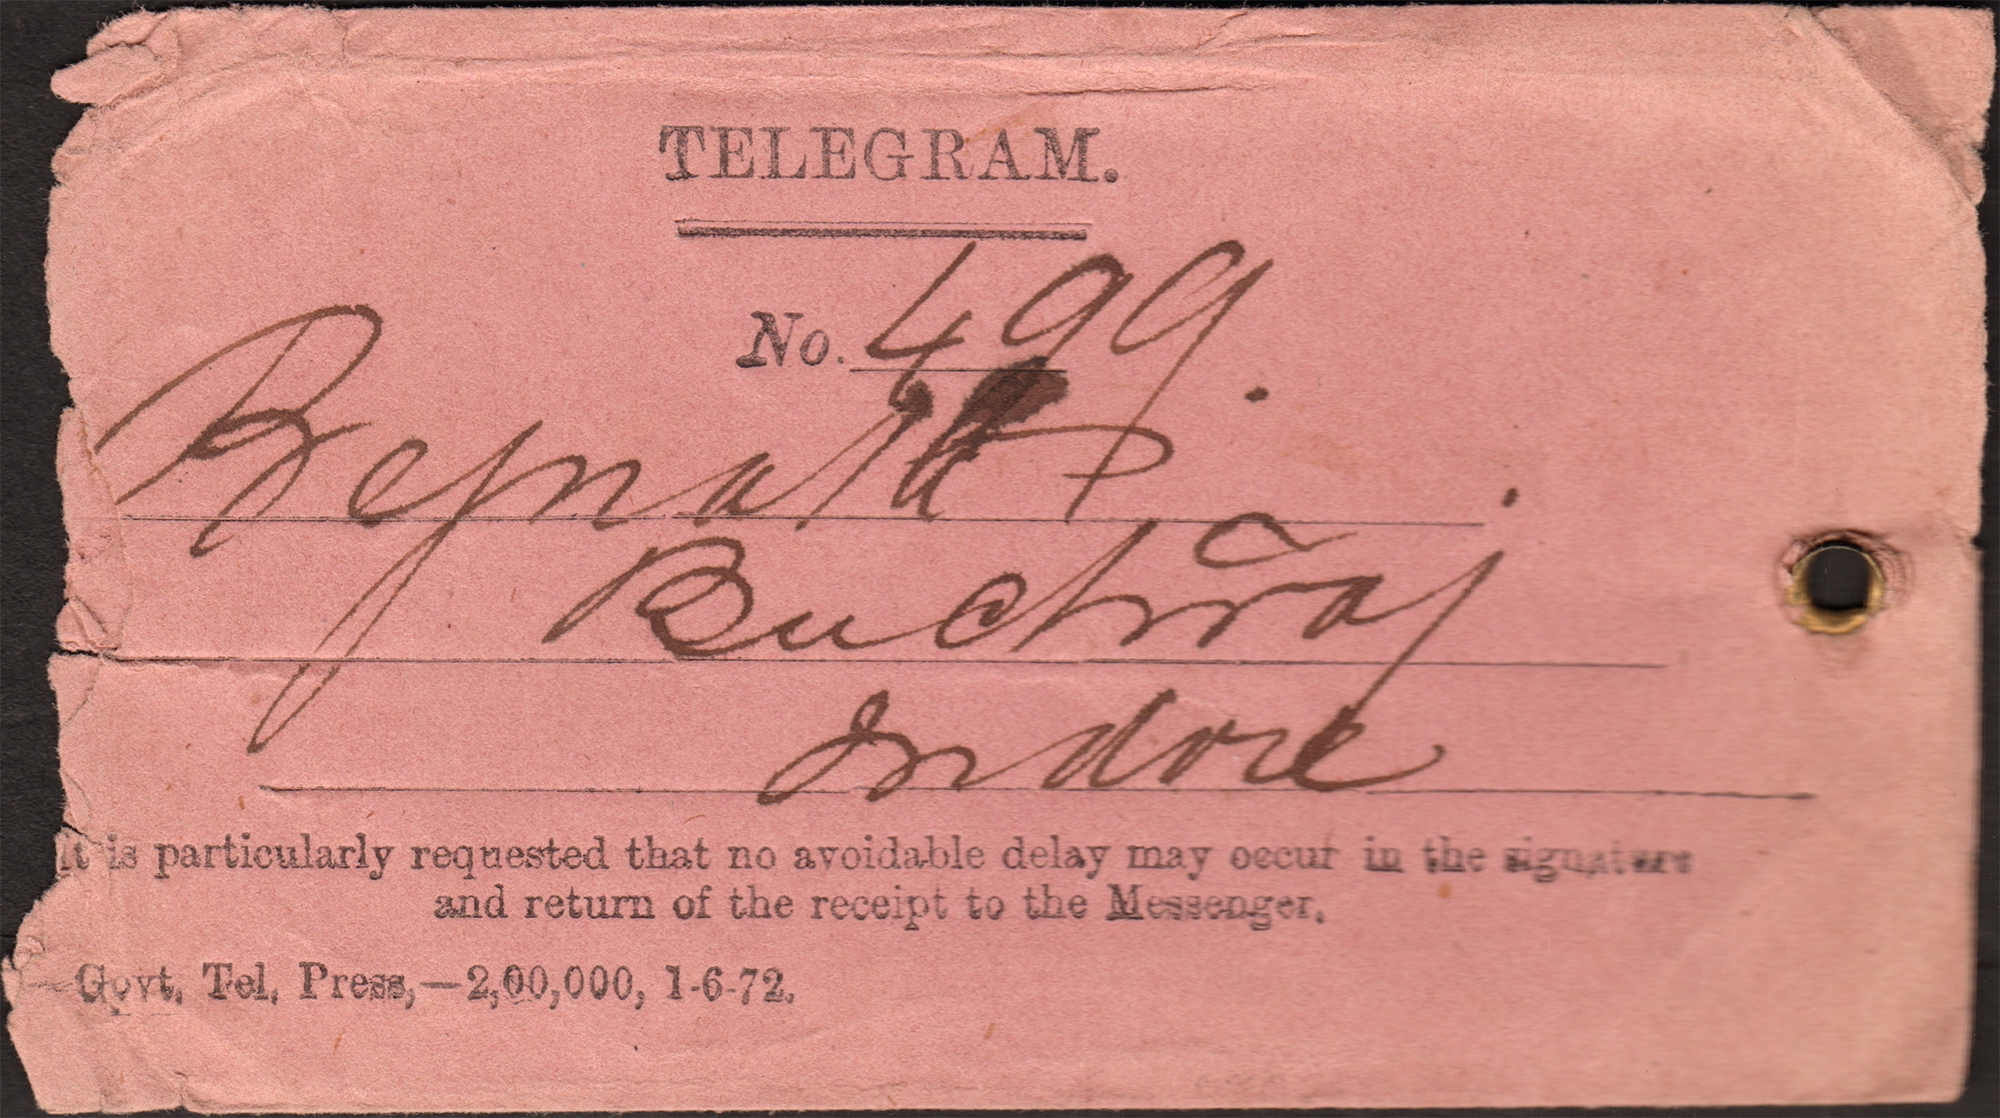 TELEGRAM.
No. 499.
Buchraj
Indore
It is particularly requested that no avoidable delay may occur in the signature
and return of the receipt to the Messenger.
Govt. Tel. Press,—2,00,000, 1-6-72.